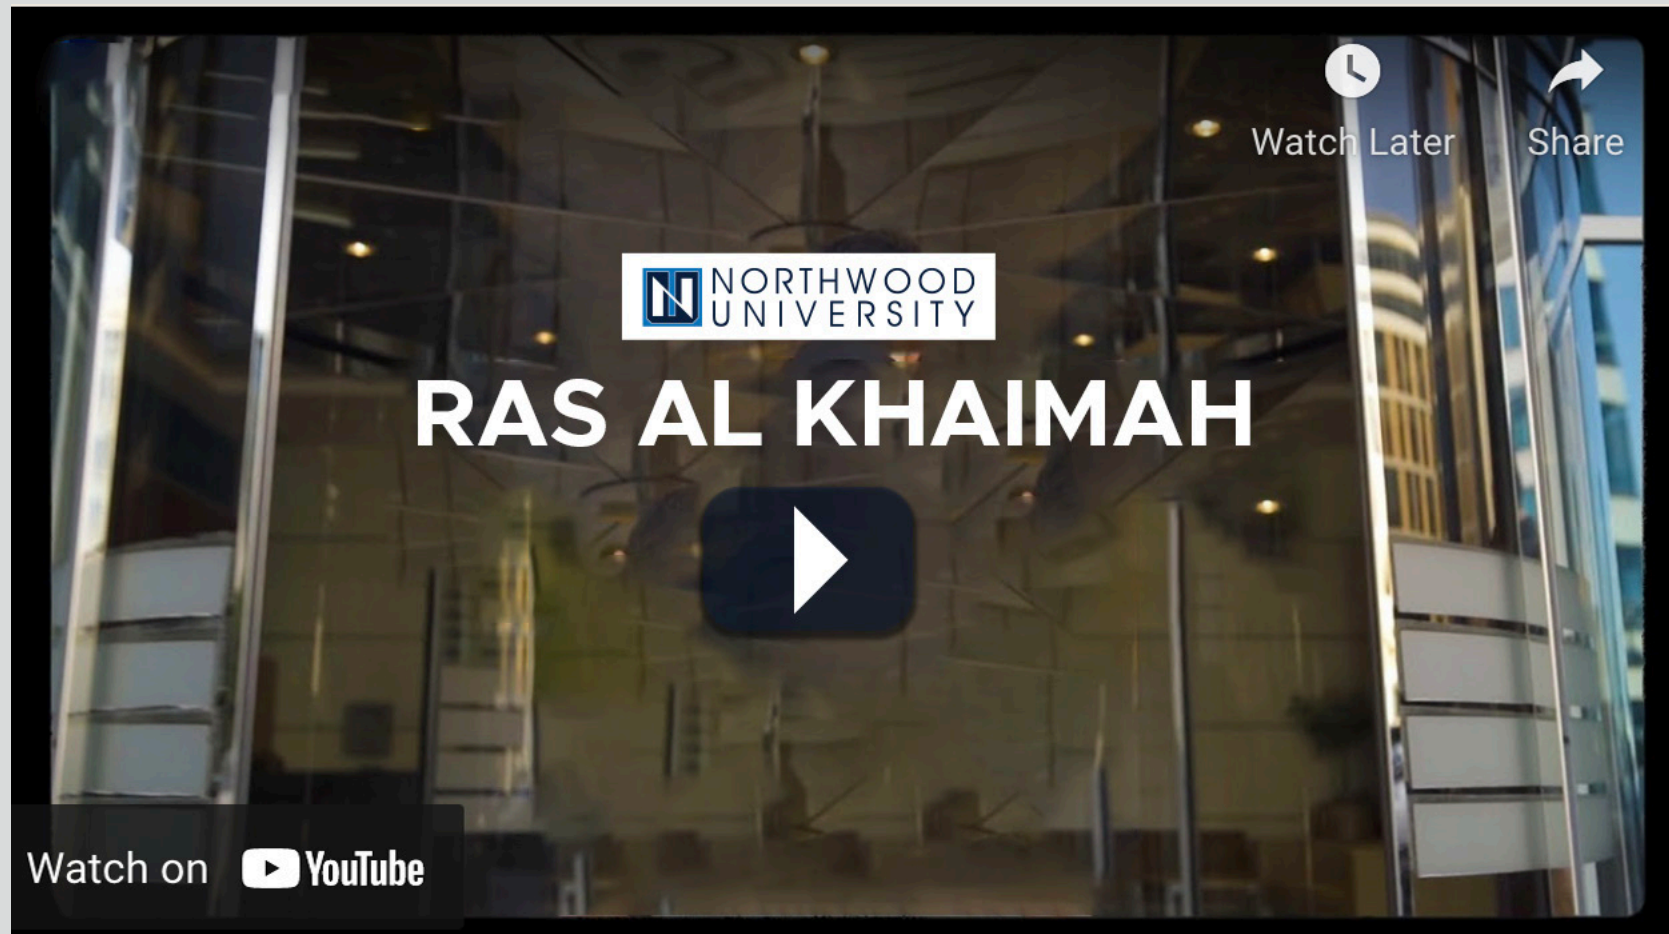 Watch Later
Share
NORTHWOOD
UNIVERSITY
RAS AL KHAIMAH
Watch on YouTube